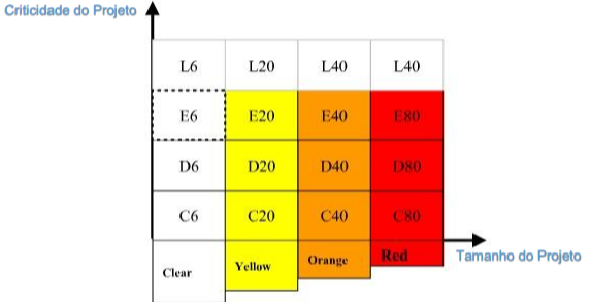 Criticidade do Projeto
L6 L20 L40 L40
E6 E20 E40 E80
D6 D20 D40 D80
C6 C20 C40 C80
Clear Yellow Orange Red
Tamanho do Projeto